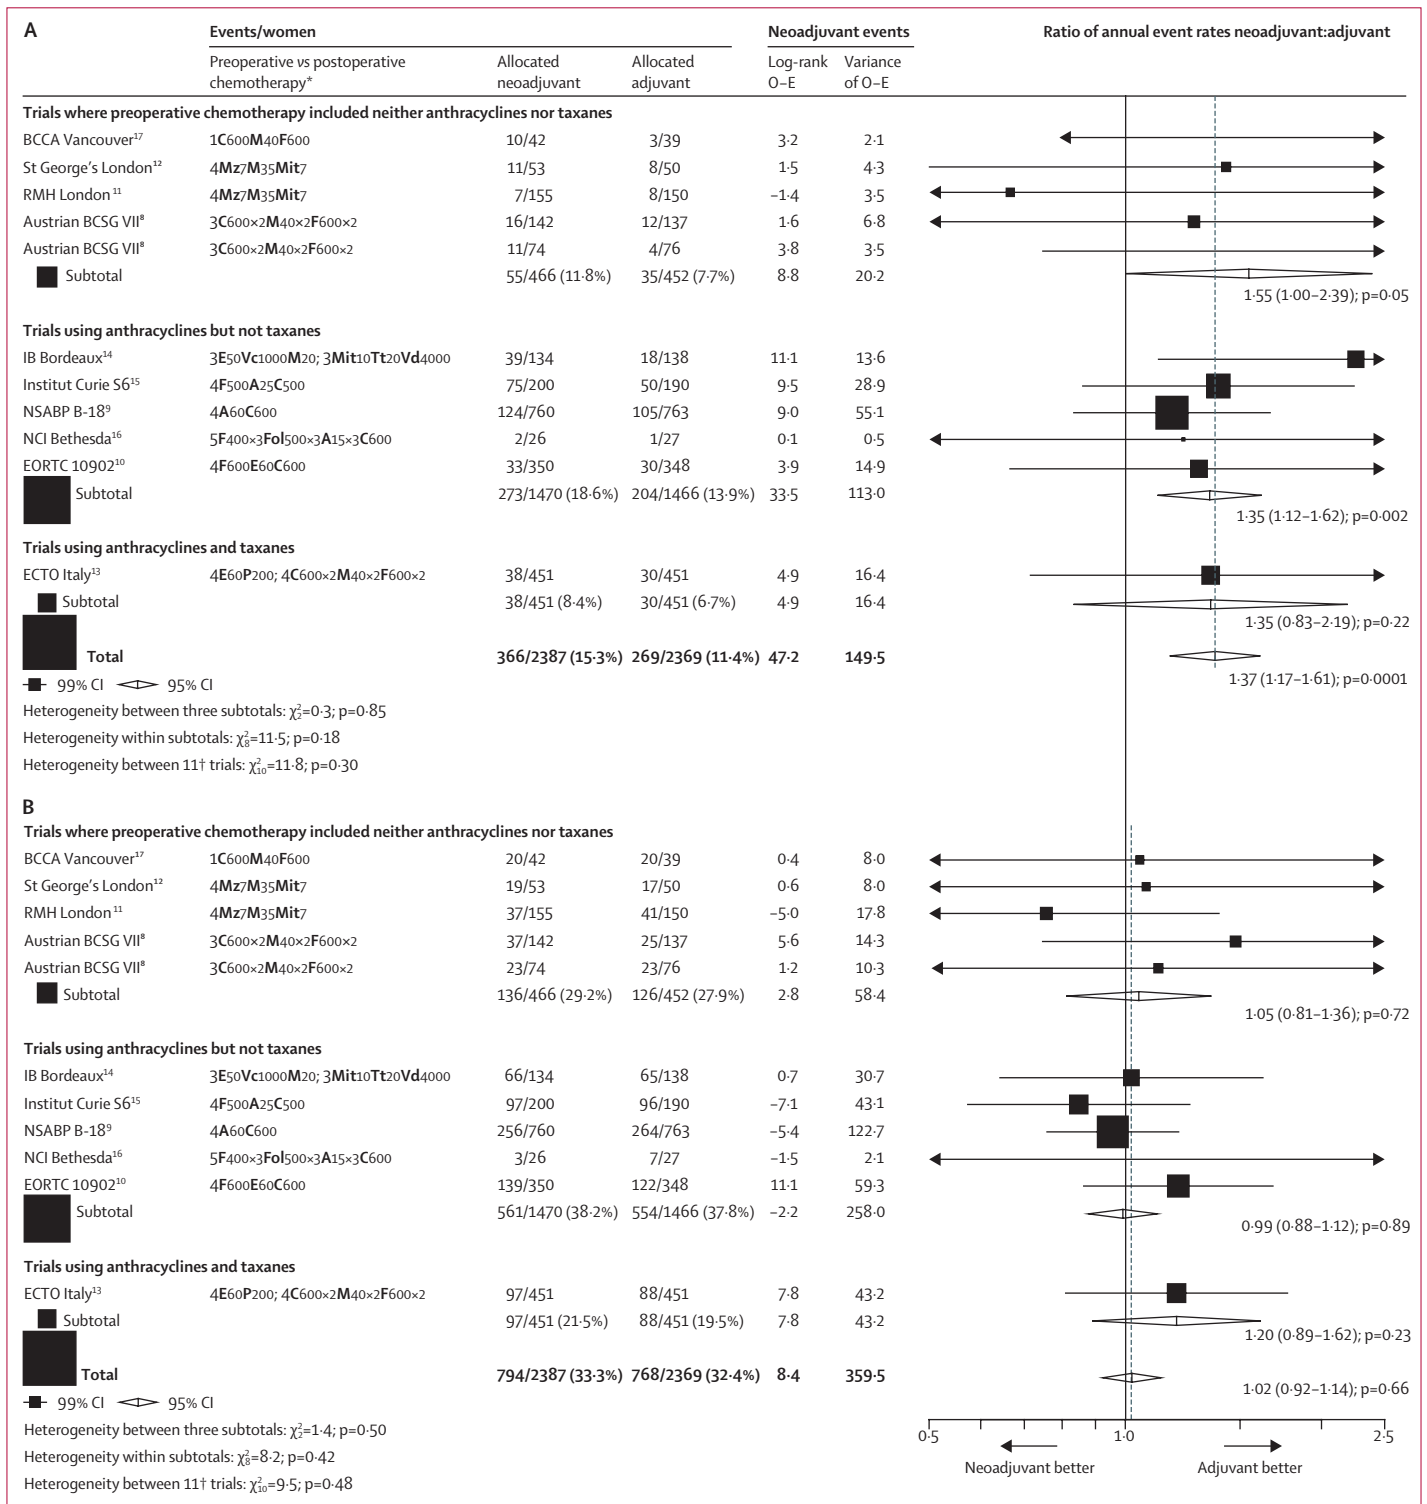 A
Events/women Neoadjuvant events Ratio of annual event rates neoadjuvant:adjuvant
Preoperative vs postoperative Allocated Allocated Log-rank Variance
chemotherapy* neoadjuvant adjuvant O–E of O–E
Trials where preoperative chemotherapy included neither anthracyclines nor taxanes
BCCA Vancouver¹⁷ 1C600M40F600 10/42 3/39 3·2 2·1
St George's London¹² 4Mz7M35Mit7 11/53 8/50 1·5 4·3
RMH London¹¹ 4Mz7M35Mit7 7/155 8/150 –1·4 3·5
Austrian BCSG VII⁸ 3C600×2M40×2F600×2 16/142 12/137 1·6 6·8
Austrian BCSG VII⁸ 3C600×2M40×2F600×2 11/74 4/76 3·8 3·5
Subtotal 55/466 (11·8%) 35/452 (7·7%) 8·8 20·2
1·55 (1·00–2·39); p=0·05
Trials using anthracyclines but not taxanes
IB Bordeaux¹⁴ 3E50Vc1000M20; 3Mit10Tt20Vd4000 39/134 18/138 11·1 13·6
Institut Curie S6¹⁵ 4F500A25C500 75/200 50/190 9·5 28·9
NSABP B-18⁹ 4A60C600 124/760 105/763 9·0 55·1
NCI Bethesda¹⁶ 5F400×3Fol500×3A15×3C600 2/26 1/27 0·1 0·5
EORTC 10902¹⁰ 4F600E60C600 33/350 30/348 3·9 14·9
Subtotal 273/1470 (18·6%) 204/1466 (13·9%) 33·5 113·0
1·35 (1·12–1·62); p=0·002
Trials using anthracyclines and taxanes
ECTO Italy¹³ 4E60P200; 4C600×2M40×2F600×2 38/451 30/451 4·9 16·4
Subtotal 38/451 (8·4%) 30/451 (6·7%) 4·9 16·4
1·35 (0·83–2·19); p=0·22
Total 366/2387 (15·3%) 269/2369 (11·4%) 47·2 149·5
1·37 (1·17–1·61); p=0·0001
99% CI 95% CI
Heterogeneity between three subtotals: χ²₂=0·3; p=0·85
Heterogeneity within subtotals: χ²₈=11·5; p=0·18
Heterogeneity between 11† trials: χ²₁₀=11·8; p=0·30
B
Trials where preoperative chemotherapy included neither anthracyclines nor taxanes
BCCA Vancouver¹⁷ 1C600M40F600 20/42 20/39 0·4 8·0
St George's London¹² 4Mz7M35Mit7 19/53 17/50 0·6 8·0
RMH London¹¹ 4Mz7M35Mit7 37/155 41/150 –5·0 17·8
Austrian BCSG VII⁸ 3C600×2M40×2F600×2 37/142 25/137 5·6 14·3
Austrian BCSG VII⁸ 3C600×2M40×2F600×2 23/74 23/76 1·2 10·3
Subtotal 136/466 (29·2%) 126/452 (27·9%) 2·8 58·4
1·05 (0·81–1·36); p=0·72
Trials using anthracyclines but not taxanes
IB Bordeaux¹⁴ 3E50Vc1000M20; 3Mit10Tt20Vd4000 66/134 65/138 0·7 30·7
Institut Curie S6¹⁵ 4F500A25C500 97/200 96/190 –7·1 43·1
NSABP B-18⁹ 4A60C600 256/760 264/763 –5·4 122·7
NCI Bethesda¹⁶ 5F400×3Fol500×3A15×3C600 3/26 7/27 –1·5 2·1
EORTC 10902¹⁰ 4F600E60C600 139/350 122/348 11·1 59·3
Subtotal 561/1470 (38·2%) 554/1466 (37·8%) –2·2 258·0
0·99 (0·88–1·12); p=0·89
Trials using anthracyclines and taxanes
ECTO Italy¹³ 4E60P200; 4C600×2M40×2F600×2 97/451 88/451 7·8 43·2
Subtotal 97/451 (21·5%) 88/451 (19·5%) 7·8 43·2
1·20 (0·89–1·62); p=0·23
Total 794/2387 (33·3%) 768/2369 (32·4%) 8·4 359·5
1·02 (0·92–1·14); p=0·66
99% CI 95% CI
Heterogeneity between three subtotals: χ²₂=1·4; p=0·50
Heterogeneity within subtotals: χ²₈=8·2; p=0·42
Heterogeneity between 11† trials: χ²₁₀=9·5; p=0·48
0·5 1·0 2·5
Neoadjuvant better Adjuvant better